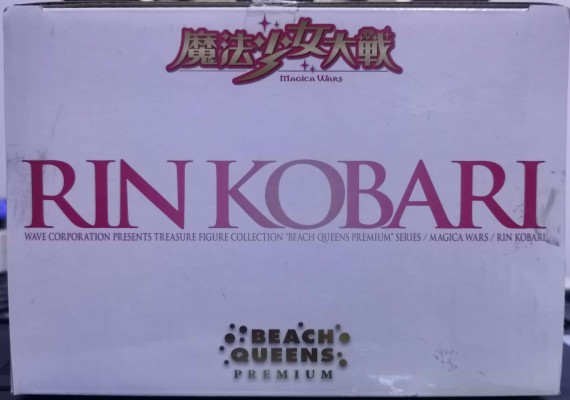 魔法少女大戦
MAGICA WARS
RIN KOBARI
WAVE CORPORATION PRESENTS TREASURE FIGURE COLLECTION "BEACH QUEENS PREMIUM" SERIES / MAGICA WARS / RIN KOBARI
BEACH
QUEENS
PREMIUM